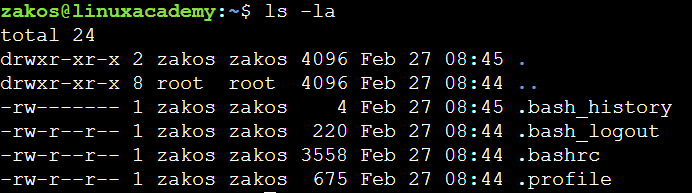 zakos@linuxacademy:~$ ls -la
total 24
drwxr-xr-x 2 zakos zakos 4096 Feb 27 08:45 .
drwxr-xr-x 8 root  root  4096 Feb 27 08:44 ..
-rw------- 1 zakos zakos    4 Feb 27 08:45 .bash_history
-rw-r--r-- 1 zakos zakos  220 Feb 27 08:44 .bash_logout
-rw-r--r-- 1 zakos zakos 3558 Feb 27 08:44 .bashrc
-rw-r--r-- 1 zakos zakos  675 Feb 27 08:44 .profile